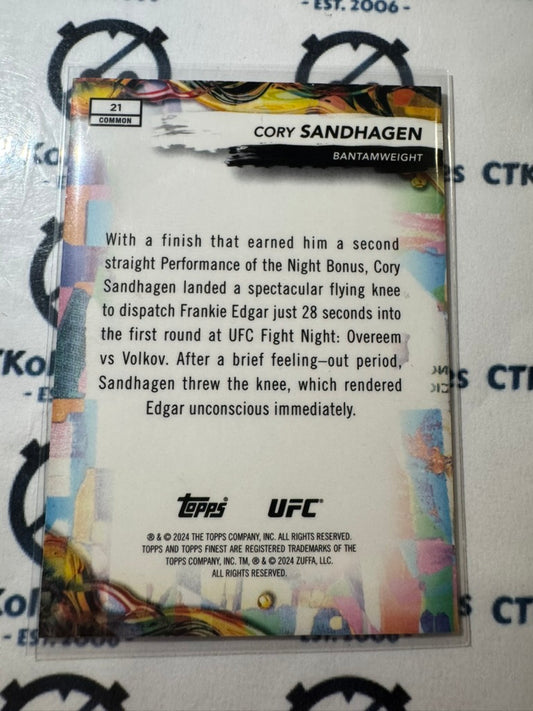 - EST. 2006 -
21
COMMON
CORY SANDHAGEN
BANTAMWEIGHT
With a finish that earned him a second
straight Performance of the Night Bonus, Cory
Sandhagen landed a spectacular flying knee
to dispatch Frankie Edgar just 28 seconds into
the first round at UFC Fight Night: Overeem
vs Volkov. After a brief feeling–out period,
Sandhagen threw the knee, which rendered
Edgar unconscious immediately.
topps UFC®
® & © 2024 THE TOPPS COMPANY, INC. ALL RIGHTS RESERVED.
TOPPS AND TOPPS FINEST ARE REGISTERED TRADEMARKS OF THE
TOPPS COMPANY, INC. TM, ® & © 2024 ZUFFA, LLC.
ALL RIGHTS RESERVED.